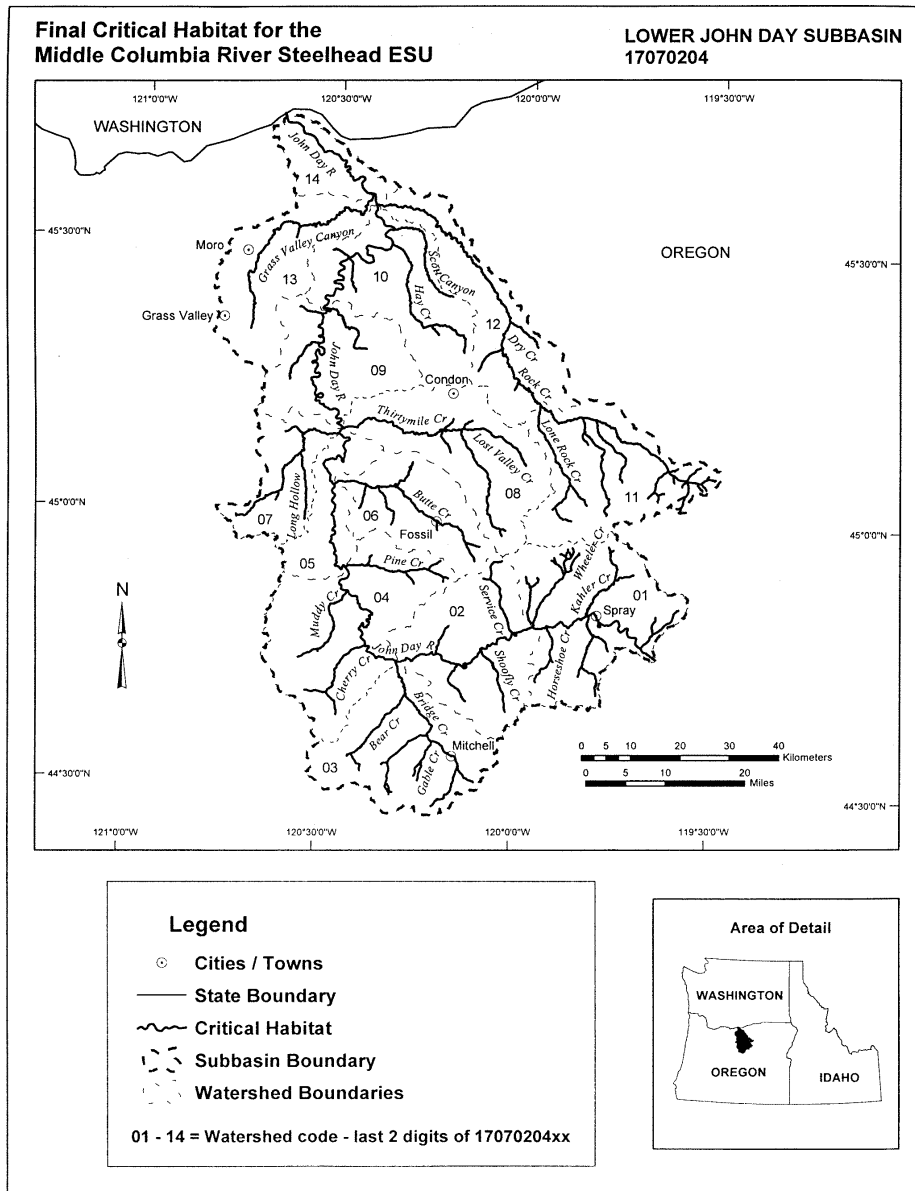 Final Critical Habitat for the
Middle Columbia River Steelhead ESU
LOWER JOHN DAY SUBBASIN
17070204
121°0'0"W
120°30'0"W
120°0'0"W
119°30'0"W
WASHINGTON
John Day R
14
45°30'0"N
Moro
Grass Valley Canyon
OREGON
45°30'0"N
Scott Canyon
13
10
Hay Cr
Grass Valley
12
Dry Cr
John Day R
09
Rock Cr
Condon
Thirtymile Cr
Lost Valley Cr
Lone Rock Cr
45°0'0"N
Long Hollow
08
11
07
06
Butte Cr
Fossil
45°0'0"N
05
Pine Cr
Wheeler Cr
N
Muddy Cr
04
02
Service Cr
Kahler Cr
01
Spray
John Day R
Cherry Cr
Shoofly Cr
Horseshoe Cr
Bridge Cr
Bear Cr
Mitchell
03
Gable Cr
44°30'0"N
0 5 10 20 30 40
Kilometers
0 5 10 20
Miles
44°30'0"N
121°0'0"W
120°30'0"W
120°0'0"W
119°30'0"W
Legend
Cities / Towns
State Boundary
Critical Habitat
Subbasin Boundary
Watershed Boundaries
01 - 14 = Watershed code - last 2 digits of 17070204xx
Area of Detail
WASHINGTON
OREGON
IDAHO